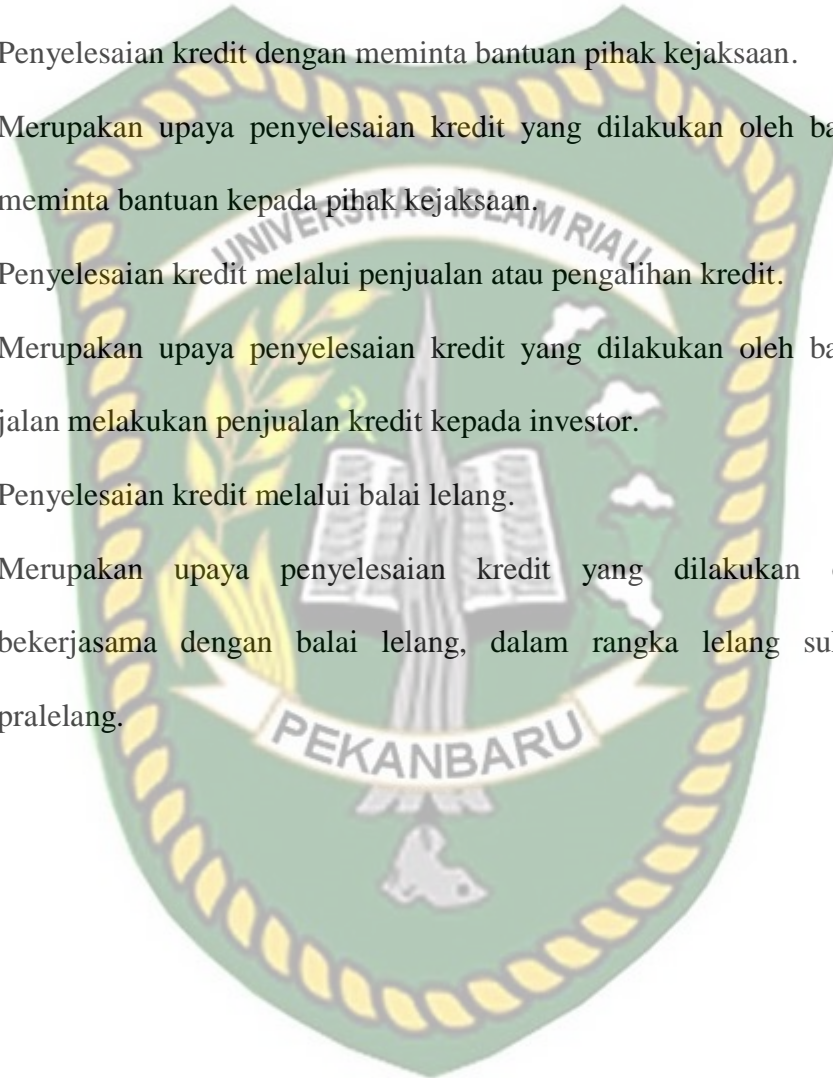 Penyelesaian kredit dengan meminta bantuan pihak kejaksaan.
Merupakan upaya penyelesaian kredit yang dilakukan oleh
meminta bantuan kepada pihak kejaksaan.
UNIVERSITAS ISLAM RIAU
Penyelesaian kredit melalui penjualan atau pengalihan kredit.
Merupakan upaya penyelesaian kredit yang dilakukan oleh
jalan melakukan penjualan kredit kepada investor.
Penyelesaian kredit melalui balai lelang.
Merupakan upaya penyelesaian kredit yang dilakukan
bekerjasama dengan balai lelang, dalam rangka lelang
pralelang.
PEKANBARU